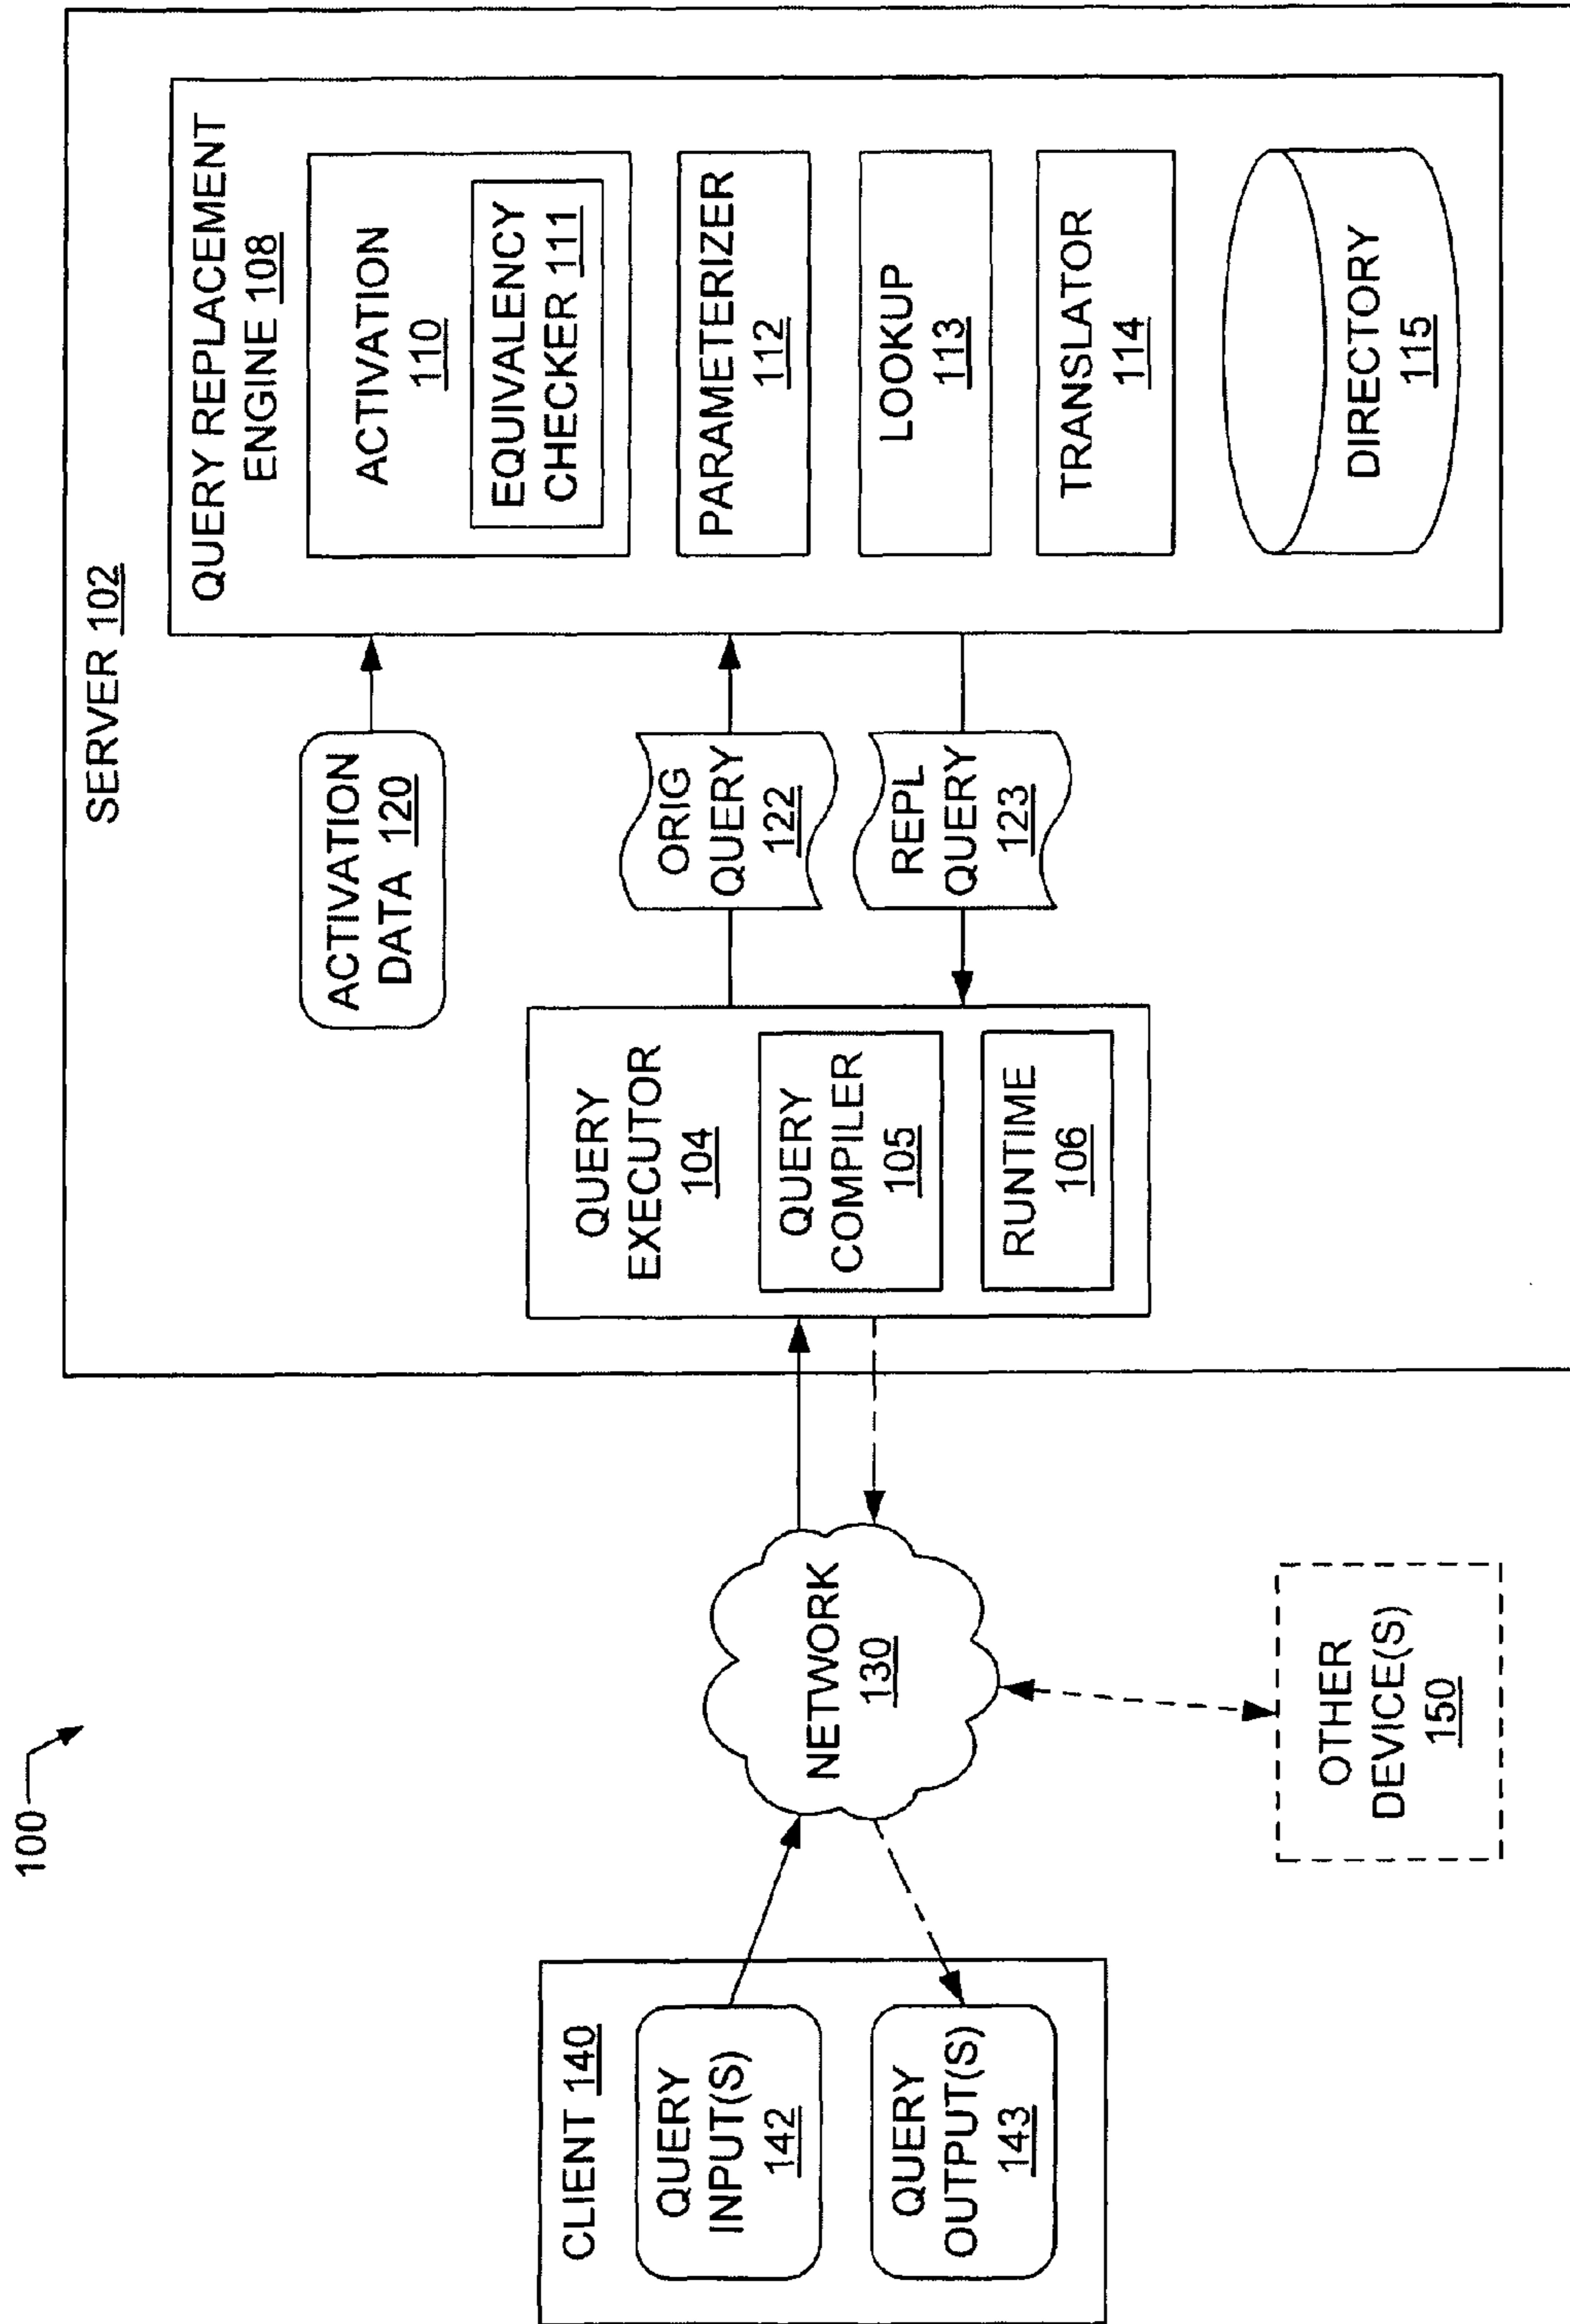 100
CLIENT 140
QUERY
INPUT(S)
142
QUERY
OUTPUT(S)
143
NETWORK
130
OTHER
DEVICE(S)
150
SERVER 102
QUERY
EXECUTOR
104
QUERY
COMPILER
105
RUNTIME
106
ACTIVATION
DATA 120
ORIG
QUERY
122
REPL
QUERY
123
QUERY REPLACEMENT
ENGINE 108
ACTIVATION
110
EQUIVALENCY
CHECKER 111
PARAMETERIZER
112
LOOKUP
113
TRANSLATOR
114
DIRECTORY
115